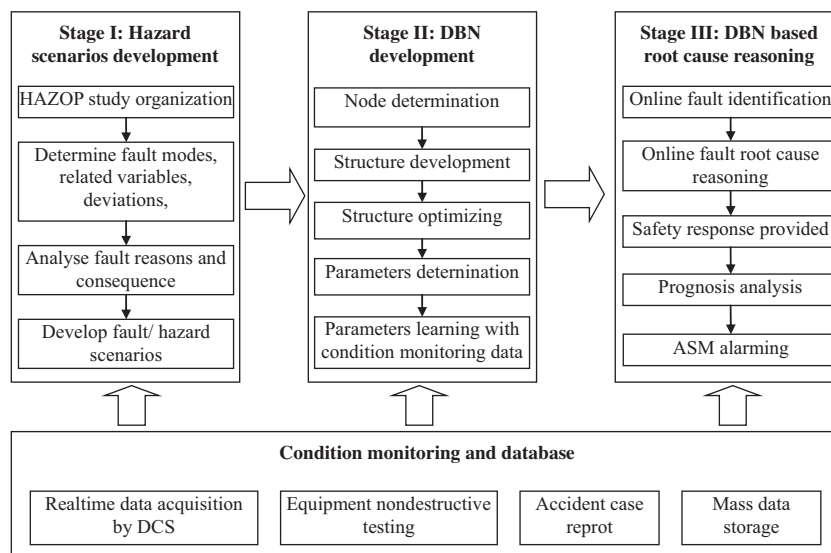 Stage I: Hazard
scenarios development
HAZOP study organization
Determine fault modes,
related variables,
deviations,
Analyse fault reasons and
consequence
Develop fault/ hazard
scenarios
Stage II: DBN
development
Node determination
Structure development
Structure optimizing
Parameters deternination
Parameters learning with
condition monitoring data
Stage III: DBN based
root cause reasoning
Online fault identification
Online fault root cause
reasoning
Safety response provided
Prognosis analysis
ASM alarming
Condition monitoring and database
Realtime data acquisition
by DCS
Equipment nondestructive
testing
Accident case
reprot
Mass data
storage